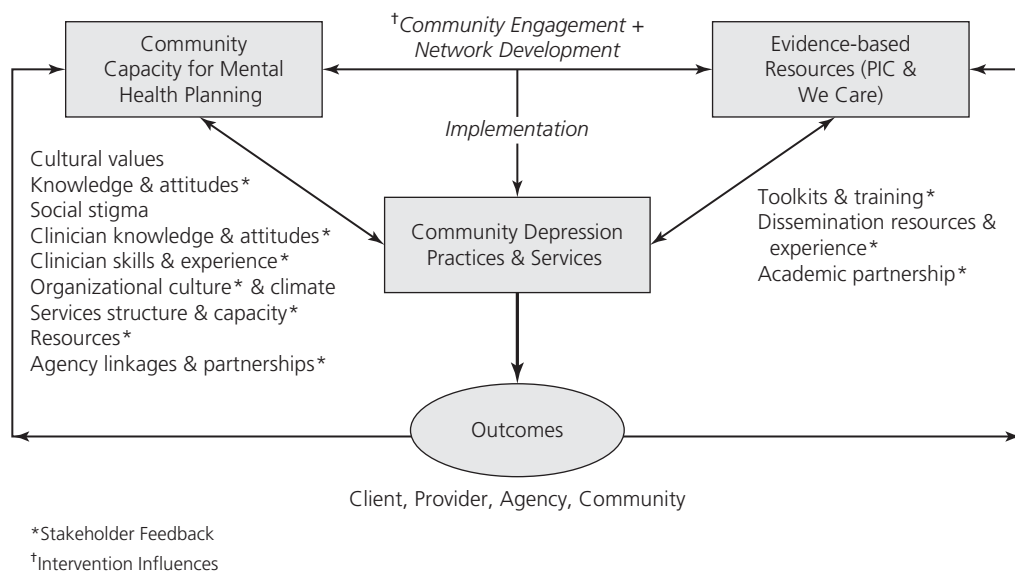 Community
Capacity for Mental
Health Planning
†Community Engagement +
Network Development
Evidence-based
Resources (PIC &
We Care)
Implementation
Cultural values
Knowledge & attitudes*
Social stigma
Clinician knowledge & attitudes*
Clinician skills & experience*
Organizational culture* & climate
Services structure & capacity*
Resources*
Agency linkages & partnerships*
Community Depression
Practices & Services
Toolkits & training*
Dissemination resources &
experience*
Academic partnership*
Outcomes
Client, Provider, Agency, Community
*Stakeholder Feedback
†Intervention Influences